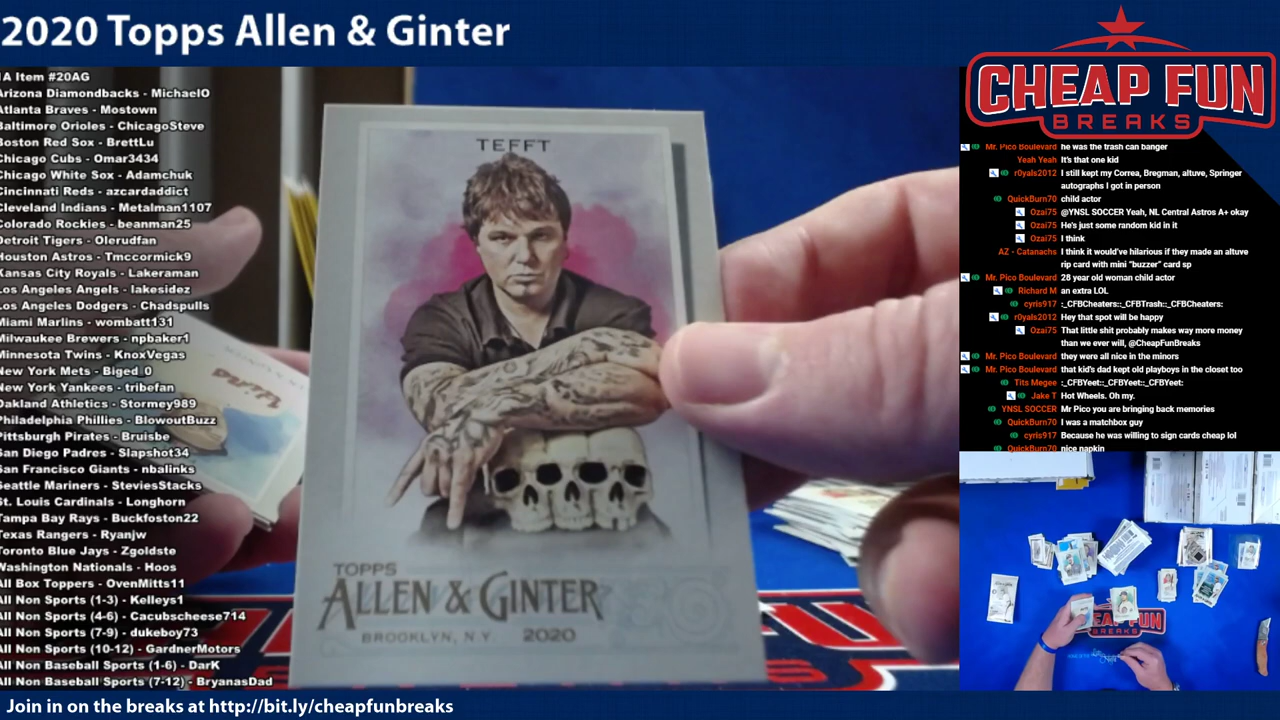 2020 Topps Allen & Ginter
1A Item #20AG
Arizona Diamondbacks - MichaelO
Atlanta Braves - Mostown
Baltimore Orioles - ChicagoSteve
Boston Red Sox - BrettLu
Chicago Cubs - Omar3434
Chicago White Sox - Adamchuk
Cincinnati Reds - azcardaddict
Cleveland Indians - Metalman1107
Colorado Rockies - beanman25
Detroit Tigers - Olerudfan
Houston Astros - Tmccormick9
Kansas City Royals - Lakeraman
Los Angeles Angels - lakesidez
Los Angeles Dodgers - Chadspulls
Miami Marlins - wombatt131
Milwaukee Brewers - npbaker1
Minnesota Twins - KnoxVegas
New York Mets - Biged_0
New York Yankees - tribefan
Oakland Athletics - Stormey989
Philadelphia Phillies - BlowoutBuzz
Pittsburgh Pirates - Bruisbe
San Diego Padres - Slapshot34
San Francisco Giants - nbalinks
Seattle Mariners - SteviesStacks
St. Louis Cardinals - Longhorn
Tampa Bay Rays - Buckfoston22
Texas Rangers - Ryanjw
Toronto Blue Jays - Zgoldste
Washington Nationals - Hoos
All Box Toppers - OvenMitts11
All Non Sports (1-3) - Kelleys1
All Non Sports (4-6) - Cacubscheese714
All Non Sports (7-9) - dukeboy73
All Non Sports (10-12) - GardnerMotors
All Non Baseball Sports (1-6) - DarK
All Non Baseball Sports (7-12) - BryanasDad
TEFFT
TOPPS
ALLEN & GINTER
BROOKLYN, N.Y. 2020
CHEAP FUN
BREAKS
Mr. Pico Boulevard he was the trash can banger
Yeah Yeah It's that one kid
r0yals2012 I still kept my Correa, Bregman, altuve, Springer
autographs I got in person
QuickBurn70 child actor
Ozai75 @YNSL SOCCER Yeah, NL Central Astros A+ okay
Ozai75 He's just some random kid in it
Ozai75 I think
AZ - Catanachs I think it would've hilarious if they made an altuve
rip card with mini "buzzer" card sp
Mr. Pico Boulevard 28 year old woman child actor
Richard M an extra LOL
cyris917 :_CFBCheaters::_CFBTrash::_CFBCheaters:
r0yals2012 Hey that spot will be happy
Ozai75 That little shit probably makes way more money
than we ever will, @CheapFunBreaks
Mr. Pico Boulevard they were all nice in the minors
Mr. Pico Boulevard that kid's dad kept old playboys in the closet too
Tits Megee :_CFBYeet::_CFBYeet::_CFBYeet:
Jake T Hot Wheels. Oh my.
YNSL SOCCER Mr Pico you are bringing back memories
QuickBurn70 I was a matchbox guy
cyris917 Because he was willing to sign cards cheap lol
QuickBurn70 nice napkin
CHEAP FUN
BREAKS
Join in on the breaks at http://bit.ly/cheapfunbreaks